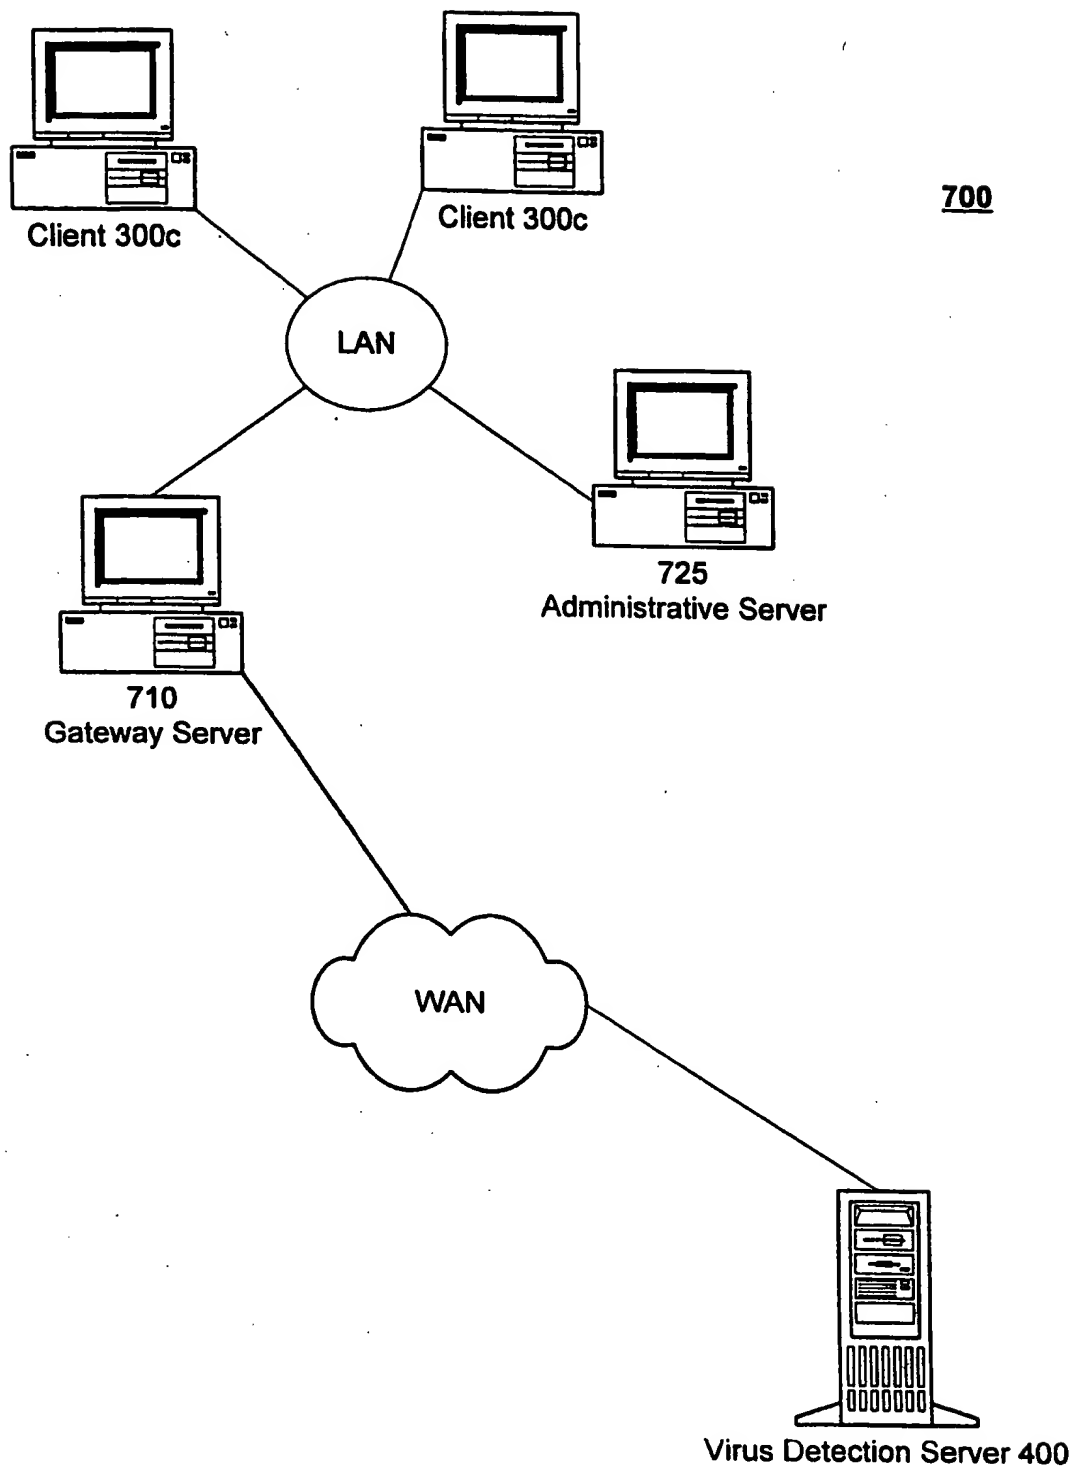 Client 300c
Client 300c
700
LAN
725
Administrative Server
710
Gateway Server
WAN
Virus Detection Server 400